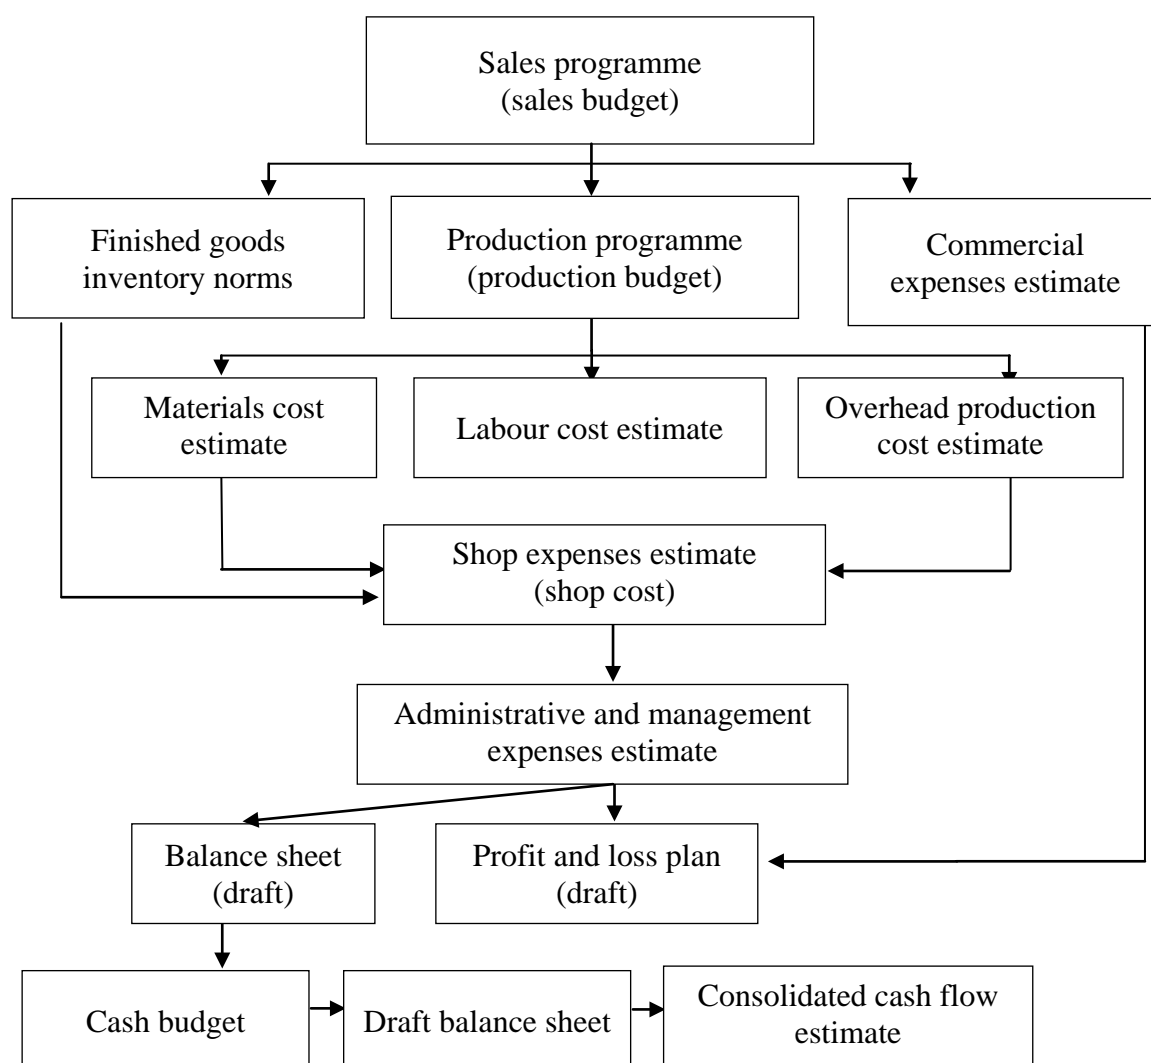 Sales programme
(sales budget)
Finished goods
inventory norms
Production programme
(production budget)
Commercial
expenses estimate
Materials cost
estimate
Labour cost estimate
Overhead production
cost estimate
Shop expenses estimate
(shop cost)
Administrative and management
expenses estimate
Balance sheet
(draft)
Profit and loss plan
(draft)
Cash budget
Draft balance sheet
Consolidated cash flow
estimate